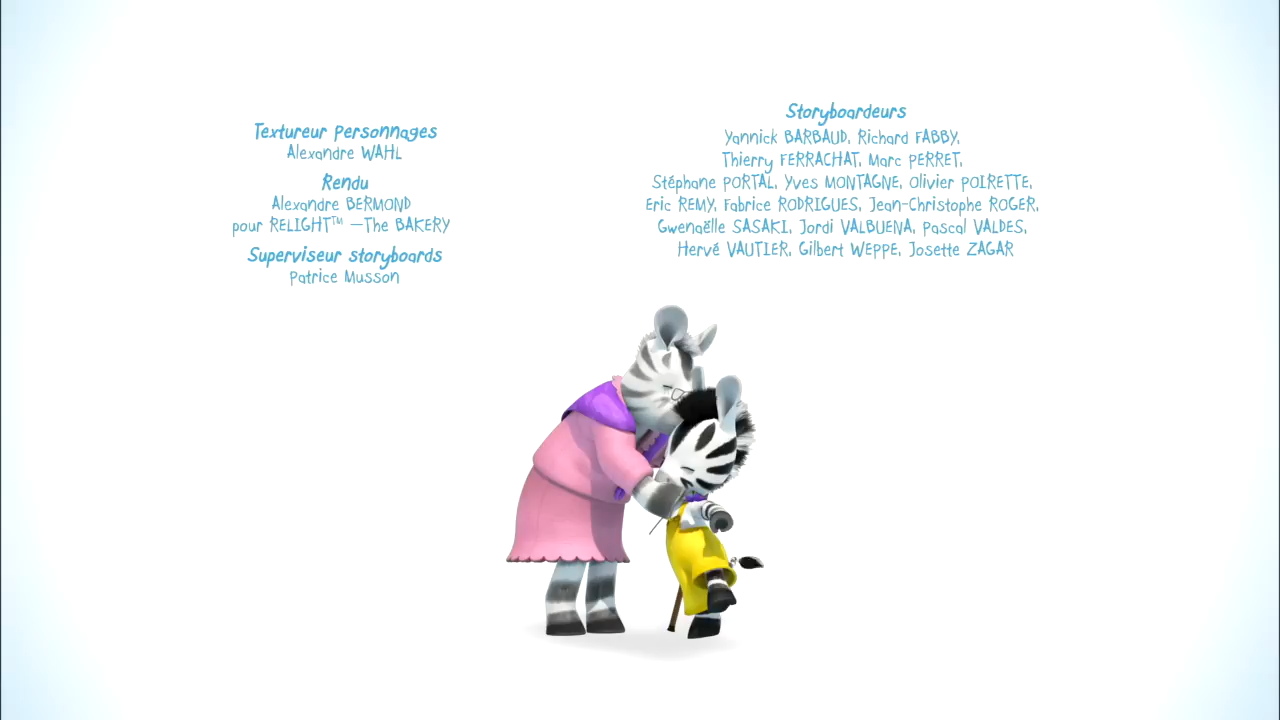 Textureur personnages
Alexandre WAHL
Rendu
Alexandre BERMOND
pour RELIGHT™ —The BAKERY
Superviseur storyboards
Patrice Musson
Storyboardeurs
Yannick BARBAUD, Richard FABBY,
Thierry FERRACHAT, Marc PERRET,
Stéphane PORTAL, Yves MONTAGNE, Olivier POIRETTE,
Eric REMY, Fabrice RODRIGUES, Jean-Christophe ROGER,
Gwenaëlle SASAKI, Jordi VALBUENA, Pascal VALDES,
Hervé VAUTIER, Gilbert WEPPE, Josette ZAGAR